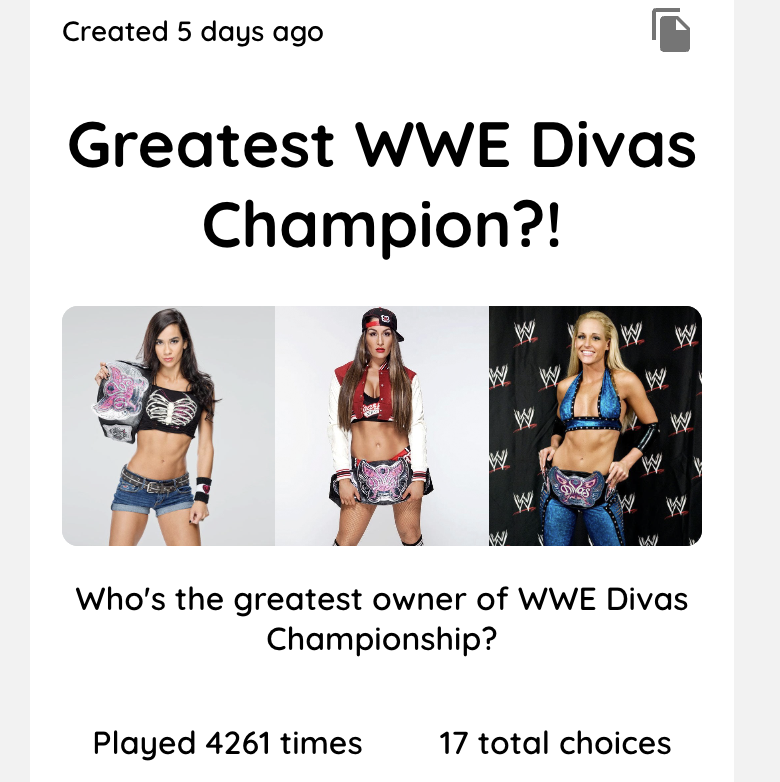 Created 5 days ago
Greatest WWE Divas
Champion?!
Who's the greatest owner of WWE Divas
Championship?
Played 4261 times
17 total choices